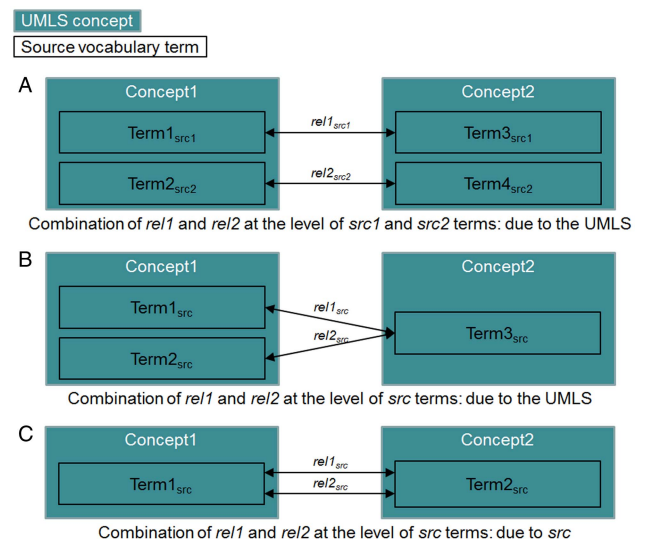 UMLS concept
Source vocabulary term
A
Concept1 Concept2
Term1src1 rel1src1 Term3src1
Term2src2 rel2src2 Term4src2
Combination of rel1 and rel2 at the level of src1 and src2 terms: due to the UMLS
B
Concept1 Concept2
Term1src rel1src
Term3src
Term2src rel2src
Combination of rel1 and rel2 at the level of src terms: due to the UMLS
C
Concept1 Concept2
rel1src
Term1src rel2src Term2src
Combination of rel1 and rel2 at the level of src terms: due to src